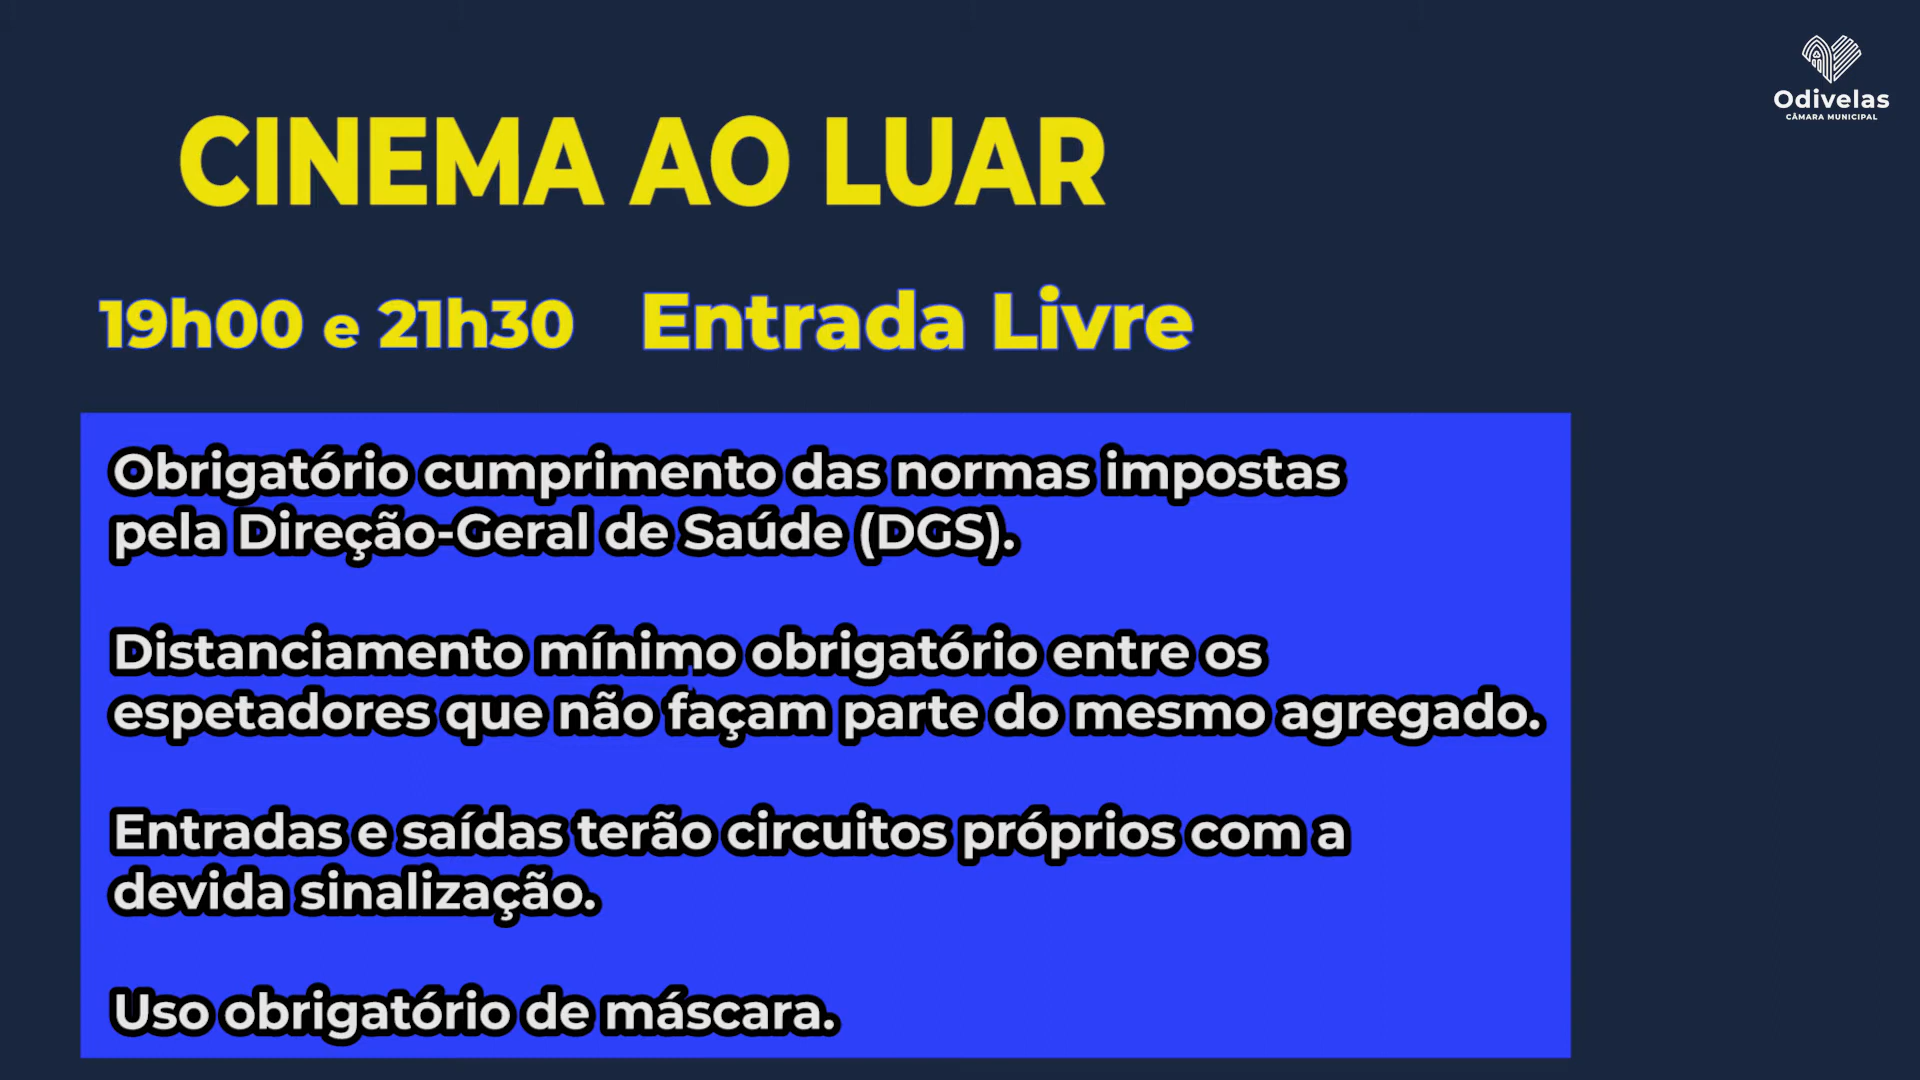 Odivelas
CÂMARA MUNICIPAL
CINEMA AO LUAR
19h00 e 21h30 Entrada Livre
Obrigatório cumprimento das normas impostas
pela Direção-Geral de Saúde (DGS).
Distanciamento mínimo obrigatório entre os
espetadores que não façam parte do mesmo agregado.
Entradas e saídas terão circuitos próprios com a
devida sinalização.
Uso obrigatório de máscara.